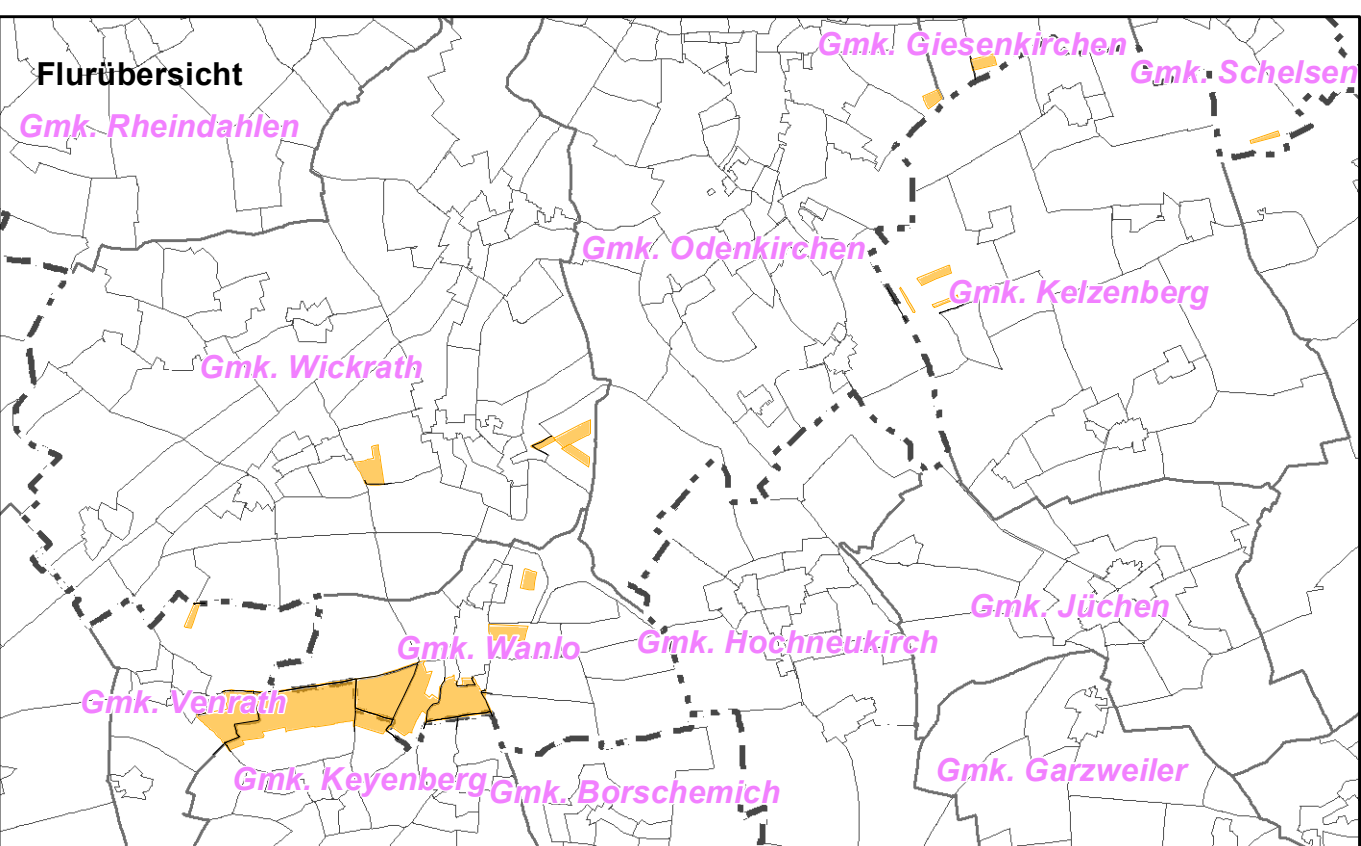 Gmk. Giesenkirchen
Flurübersicht
Gmk. Schelsen
Gmk. Rheindahlen
Gmk. Odenkirchen
Gmk. Kelzenberg
Gmk. Wickrath
Gmk. Jüchen
Gmk. Wanlo
Gmk. Hochneukirch
Gmk. Venrath
Gmk. Keyenberg
Gmk. Borschemich
Gmk. Garzweiler